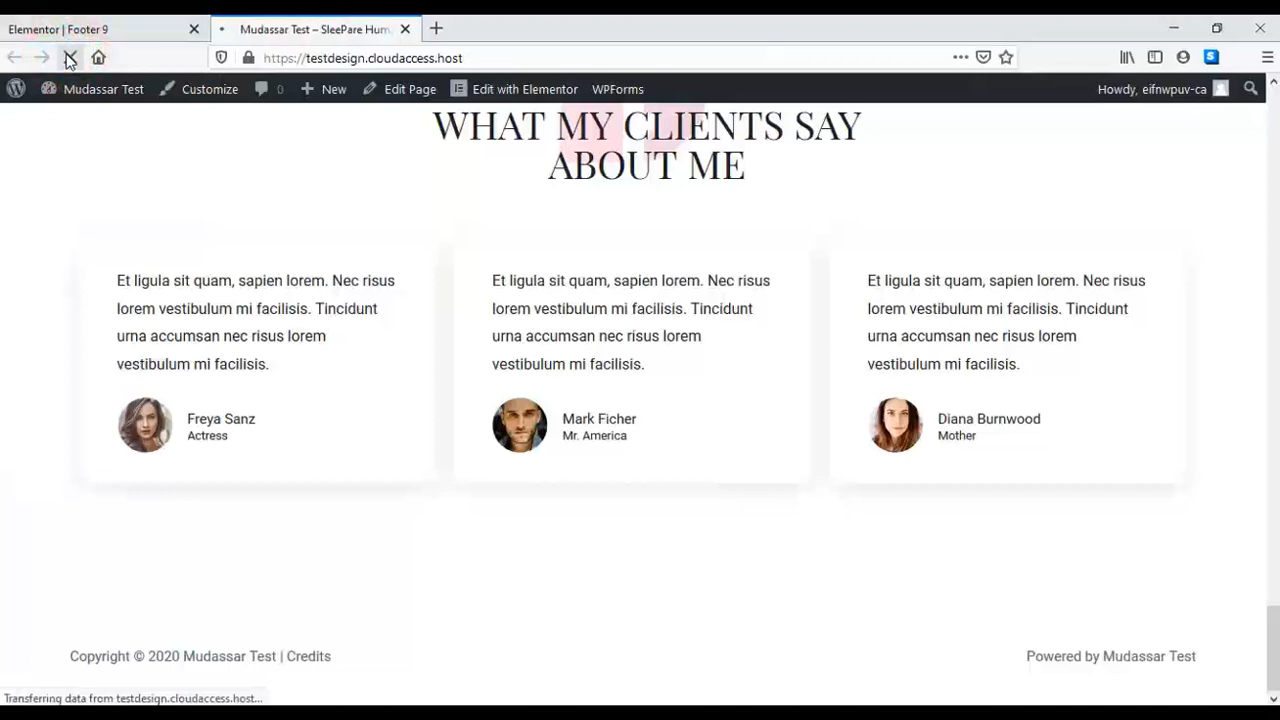 Elementor | Footer 9
Mudassar Test – SleePare Hum
https://testdesign.cloudaccess.host
Mudassar Test
Customize
0
New
Edit Page
Edit with Elementor
WPForms
Howdy, eifnwpuv-ca
WHAT MY CLIENTS SAY
ABOUT ME
Et ligula sit quam, sapien lorem. Nec risus
lorem vestibulum mi facilisis. Tincidunt
urna accumsan nec risus lorem
vestibulum mi facilisis.
Freya Sanz
Actress
Et ligula sit quam, sapien lorem. Nec risus
lorem vestibulum mi facilisis. Tincidunt
urna accumsan nec risus lorem
vestibulum mi facilisis.
Mark Ficher
Mr. America
Et ligula sit quam, sapien lorem. Nec risus
lorem vestibulum mi facilisis. Tincidunt
urna accumsan nec risus lorem
vestibulum mi facilisis.
Diana Burnwood
Mother
Copyright © 2020 Mudassar Test | Credits
Powered by Mudassar Test
Transferring data from testdesign.cloudaccess.host...